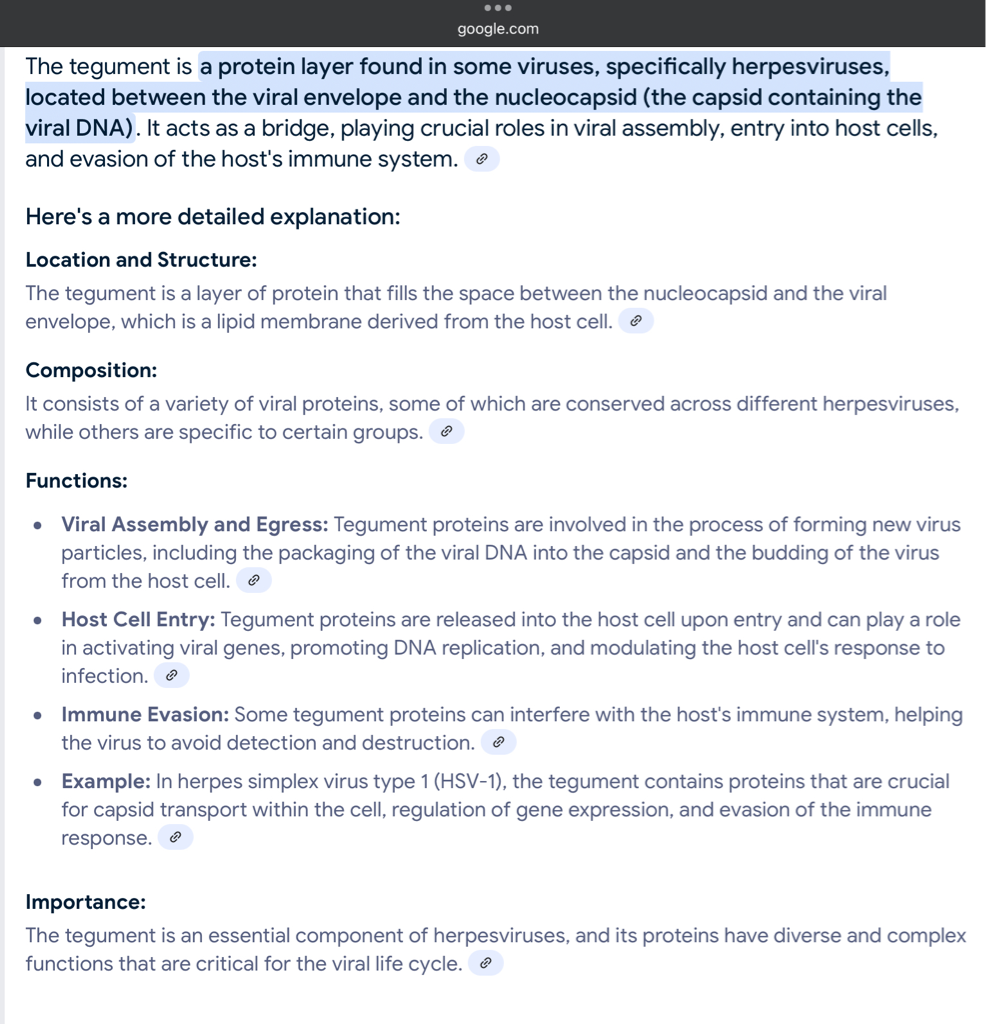 google.com
The tegument is a protein layer found in some viruses, specifically herpesviruses,
located between the viral envelope and the nucleocapsid (the capsid containing the
viral DNA). It acts as a bridge, playing crucial roles in viral assembly, entry into host cells,
and evasion of the host's immune system.
Here's a more detailed explanation:
Location and Structure:
The tegument is a layer of protein that fills the space between the nucleocapsid and the viral
envelope, which is a lipid membrane derived from the host cell.
Composition:
It consists of a variety of viral proteins, some of which are conserved across different herpesviruses,
while others are specific to certain groups.
Functions:
• Viral Assembly and Egress: Tegument proteins are involved in the process of forming new virus
particles, including the packaging of the viral DNA into the capsid and the budding of the virus
from the host cell.
• Host Cell Entry: Tegument proteins are released into the host cell upon entry and can play a role
in activating viral genes, promoting DNA replication, and modulating the host cell's response to
infection.
• Immune Evasion: Some tegument proteins can interfere with the host's immune system, helping
the virus to avoid detection and destruction.
• Example: In herpes simplex virus type 1 (HSV-1), the tegument contains proteins that are crucial
for capsid transport within the cell, regulation of gene expression, and evasion of the immune
response.
Importance:
The tegument is an essential component of herpesviruses, and its proteins have diverse and complex
functions that are critical for the viral life cycle.